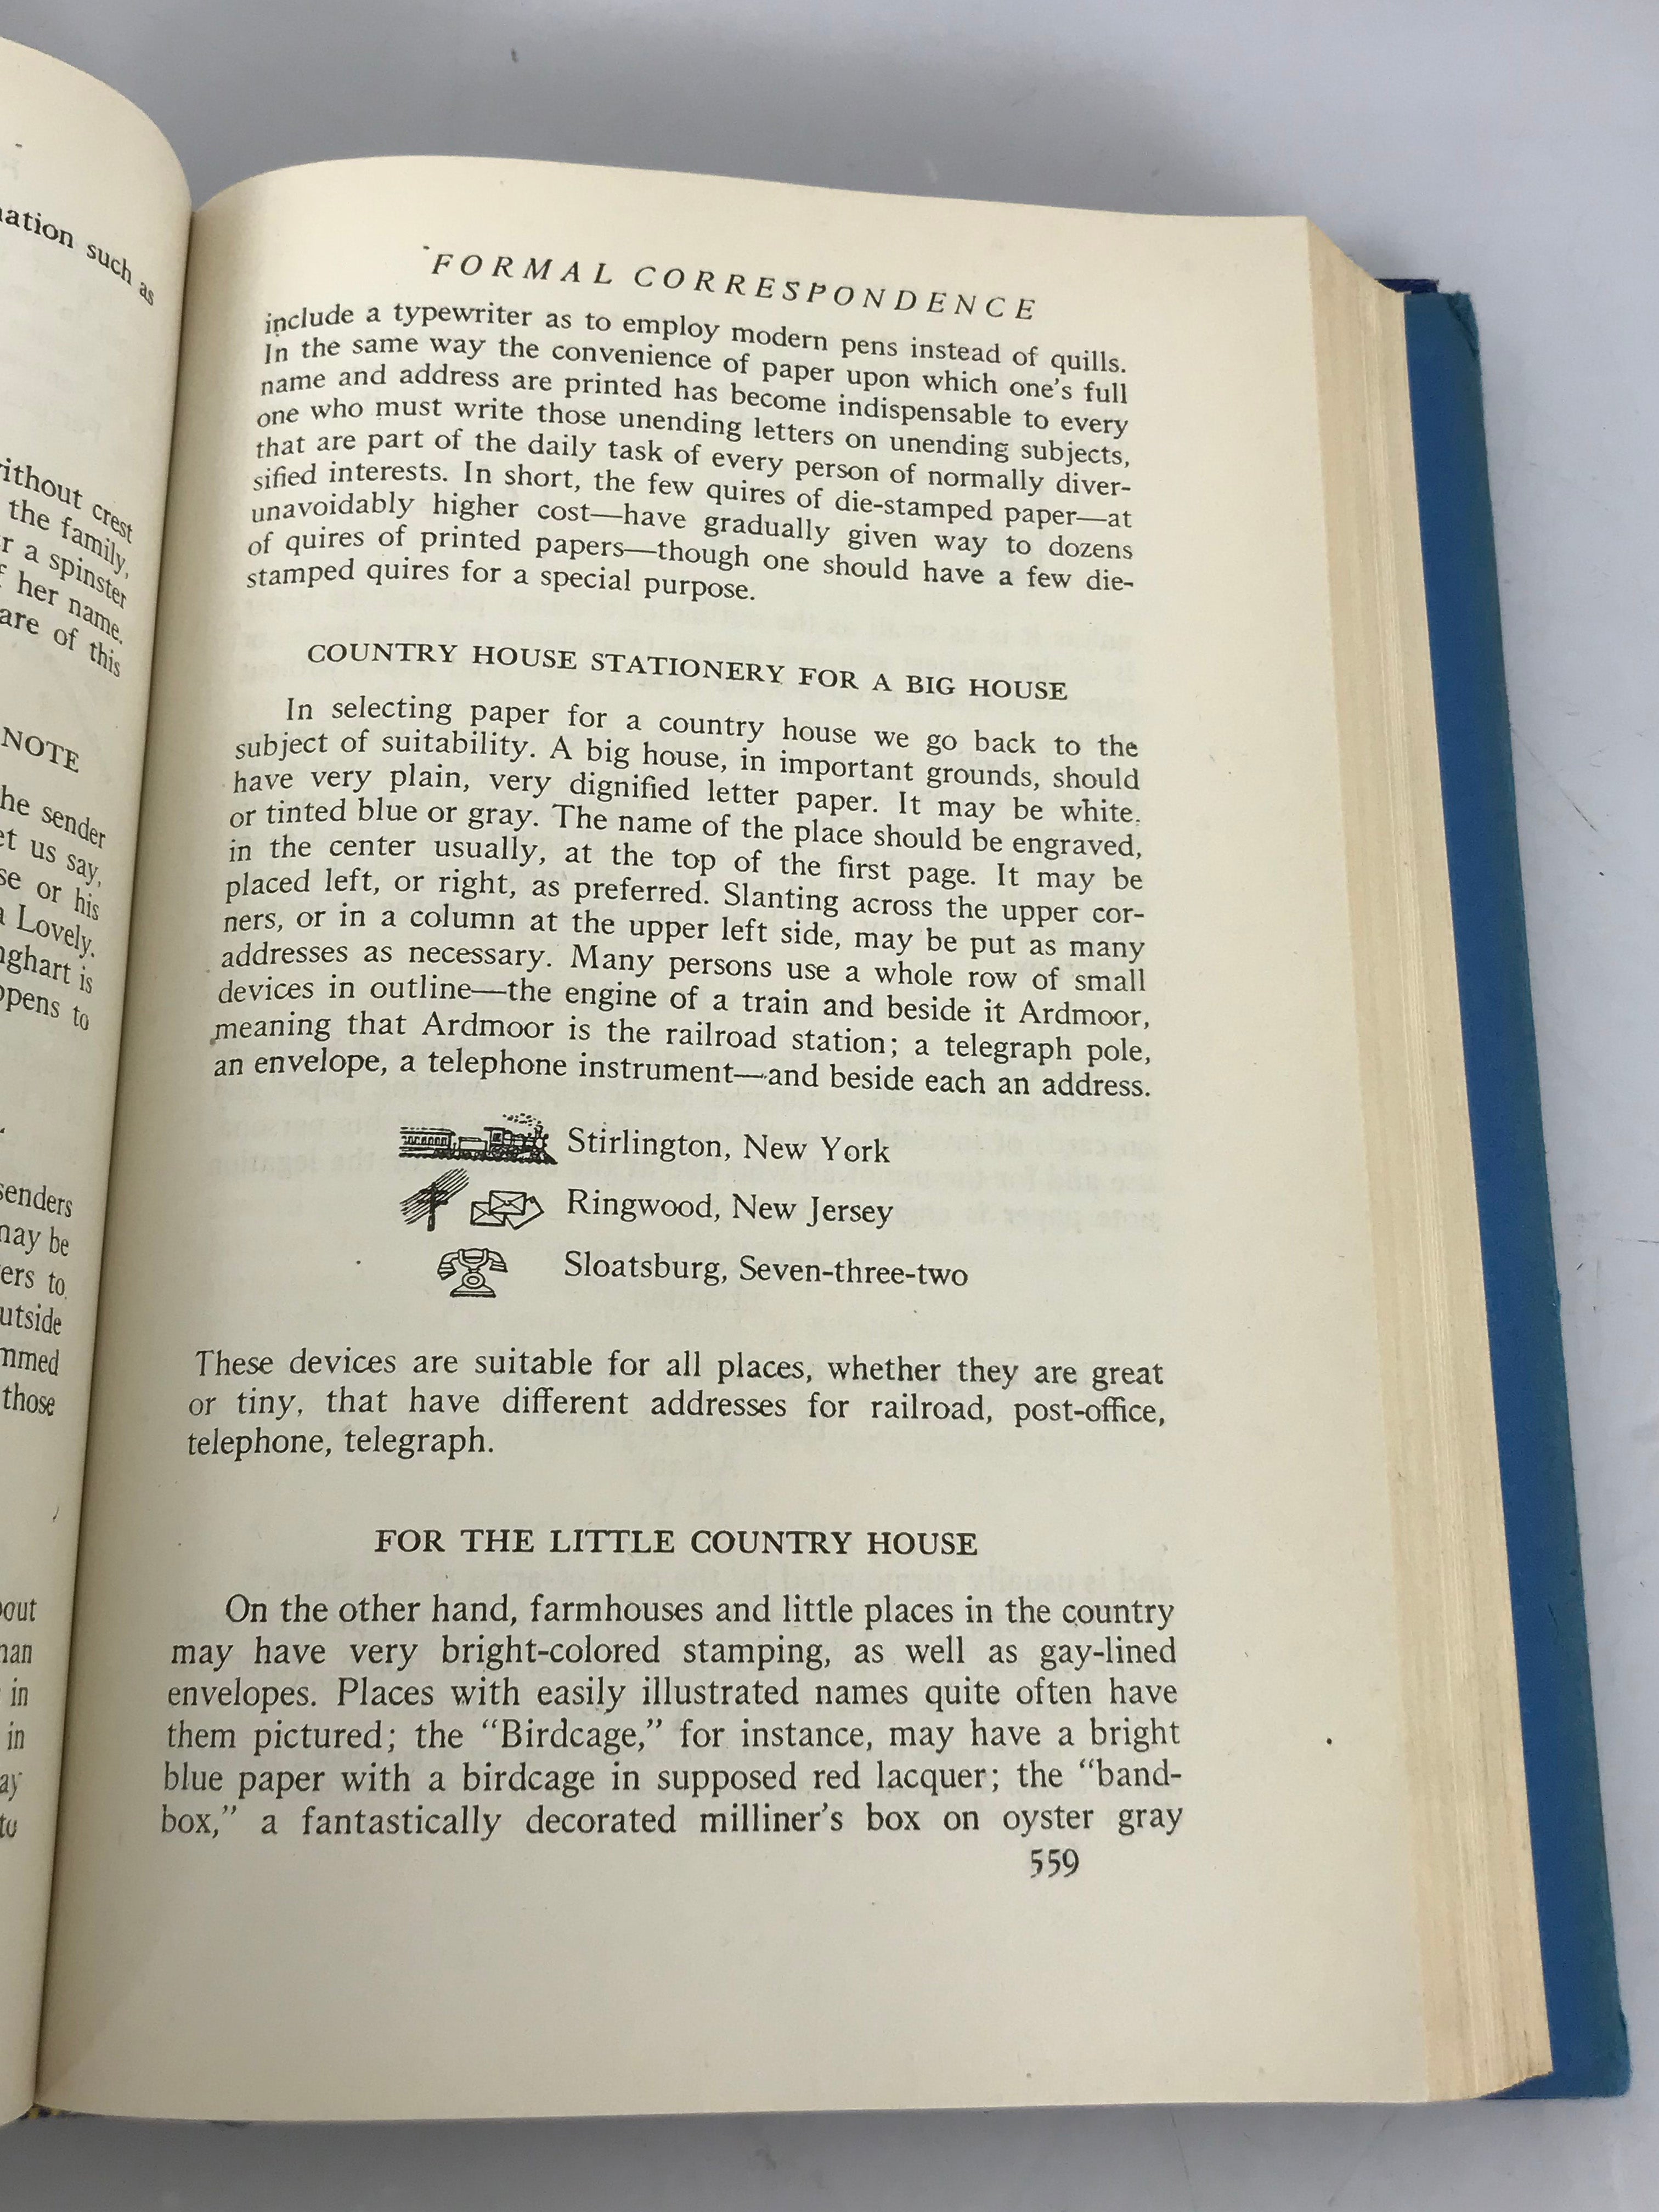 ation such as
ithout crest
the family,
r a spinster
her name.
are of this
NOTE
he sender
et us say,
se or his
Lovely.
nghart is
ppens to
senders
may be
ers to
utside
mmed
those
out
nan
in
in
ay
to
FORMAL CORRESPONDENCE
include a typewriter as to employ modern pens instead of quills.
In the same way the convenience of paper upon which one's full
name and address are printed has become indispensable to every
one who must write those unending letters on unending subjects,
that are part of the daily task of every person of normally diver-
sified interests. In short, the few quires of die-stamped paper—at
unavoidably higher cost—have gradually given way to dozens
of quires of printed papers—though one should have a few die-
stamped quires for a special purpose.
COUNTRY HOUSE STATIONERY FOR A BIG HOUSE
In selecting paper for a country house we go back to the
subject of suitability. A big house, in important grounds, should
have very plain, very dignified letter paper. It may be white,
or tinted blue or gray. The name of the place should be engraved,
in the center usually, at the top of the first page. It may be
placed left, or right, as preferred. Slanting across the upper cor-
ners, or in a column at the upper left side, may be put as many
addresses as necessary. Many persons use a whole row of small
devices in outline—the engine of a train and beside it Ardmoor,
meaning that Ardmoor is the railroad station; a telegraph pole,
an envelope, a telephone instrument—and beside each an address.
Stirlington, New York
Ringwood, New Jersey
Sloatsburg, Seven-three-two
These devices are suitable for all places, whether they are great
or tiny, that have different addresses for railroad, post-office,
telephone, telegraph.
FOR THE LITTLE COUNTRY HOUSE
On the other hand, farmhouses and little places in the country
may have very bright-colored stamping, as well as gay-lined
envelopes. Places with easily illustrated names quite often have
them pictured; the "Birdcage," for instance, may have a bright
blue paper with a birdcage in supposed red lacquer; the "band-
box," a fantastically decorated milliner's box on oyster gray
559